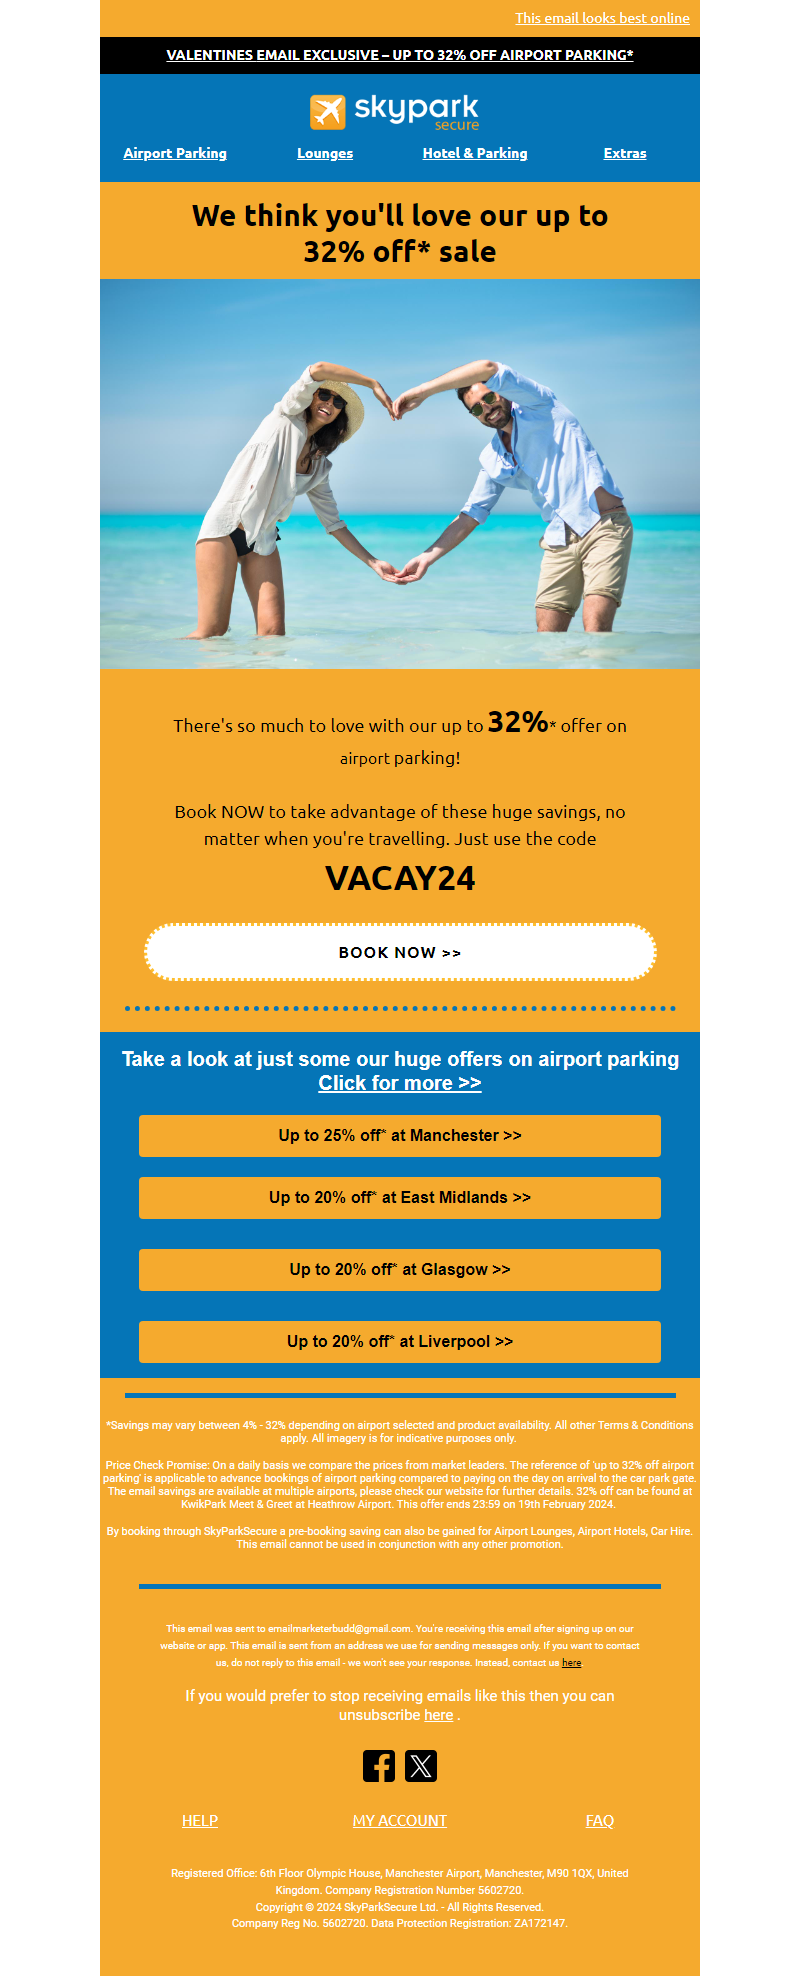 This email looks best online
VALENTINES EMAIL EXCLUSIVE – UP TO 32% OFF AIRPORT PARKING*
skypark
secure
Airport Parking Lounges Hotel & Parking Extras
We think you'll love our up to
32% off* sale
There's so much to love with our up to 32%* offer on
airport parking!
Book NOW to take advantage of these huge savings, no
matter when you're travelling. Just use the code
VACAY24
BOOK NOW >>
Take a look at just some our huge offers on airport parking
Click for more >>
Up to 25% off* at Manchester >>
Up to 20% off* at East Midlands >>
Up to 20% off* at Glasgow >>
Up to 20% off* at Liverpool >>
*Savings may vary between 4% - 32% depending on airport selected and product availability. All other Terms & Conditions
apply. All imagery is for indicative purposes only.
Price Check Promise: On a daily basis we compare the prices from market leaders. The reference of 'up to 32% off airport
parking' is applicable to advance bookings of airport parking compared to paying on the day on arrival to the car park gate.
The email savings are available at multiple airports, please check our website for further details. 32% off can be found at
KwikPark Meet & Greet at Heathrow Airport. This offer ends 23:59 on 19th February 2024.
By booking through SkyParkSecure a pre-booking saving can also be gained for Airport Lounges, Airport Hotels, Car Hire.
This email cannot be used in conjunction with any other promotion.
This email was sent to emailmarketerbudd@gmail.com. You're receiving this email after signing up on our
website or app. This email is sent from an address we use for sending messages only. If you want to contact
us, do not reply to this email - we won't see your response. Instead, contact us here
If you would prefer to stop receiving emails like this then you can
unsubscribe here .
HELP MY ACCOUNT FAQ
Registered Office: 6th Floor Olympic House, Manchester Airport, Manchester, M90 1QX, United
Kingdom. Company Registration Number 5602720.
Copyright © 2024 SkyParkSecure Ltd. - All Rights Reserved.
Company Reg No. 5602720. Data Protection Registration: ZA172147.